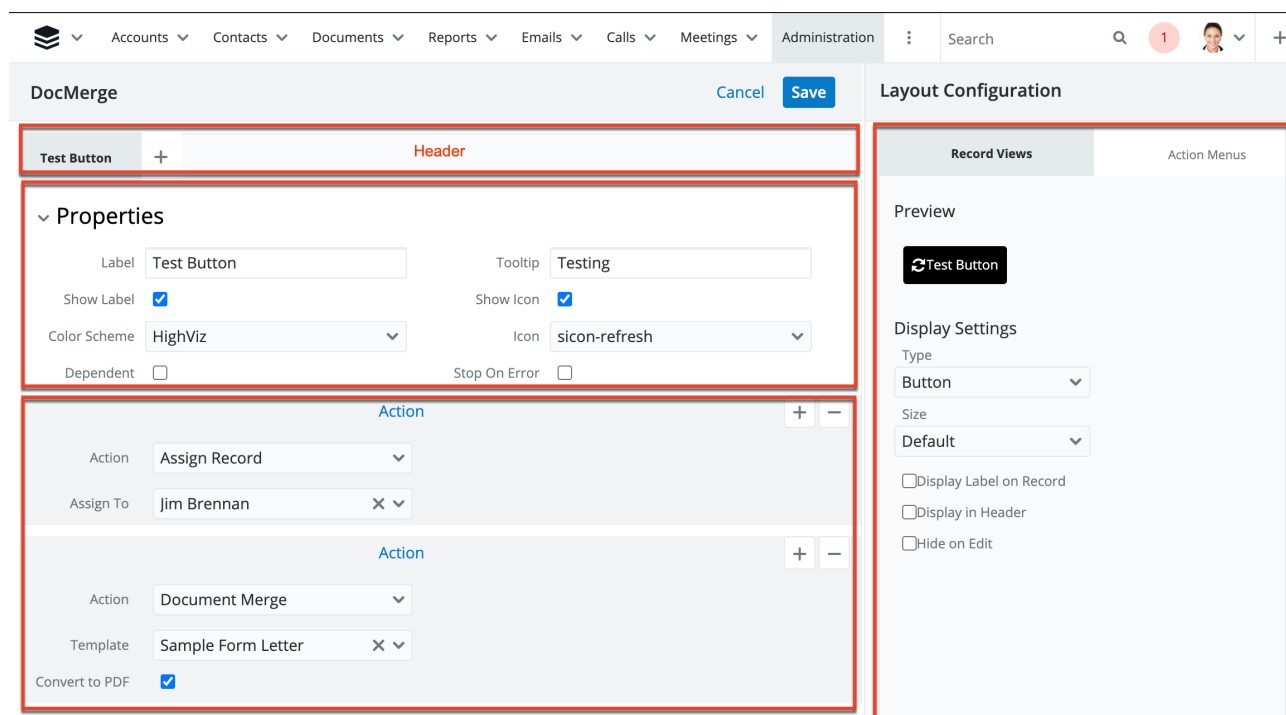 Accounts Contacts Documents Reports Emails Calls Meetings Administration Search 1
DocMerge Cancel Save
Layout Configuration
Test Button + Header
Record Views Action Menus
Properties
Label Test Button Tooltip Testing
Show Label Show Icon
Color Scheme HighViz Icon sicon-refresh
Dependent Stop On Error
Action
Action Assign Record
Assign To Jim Brennan
Action
Action Document Merge
Template Sample Form Letter
Convert to PDF
Preview
Test Button
Display Settings
Type
Button
Size
Default
Display Label on Record
Display in Header
Hide on Edit